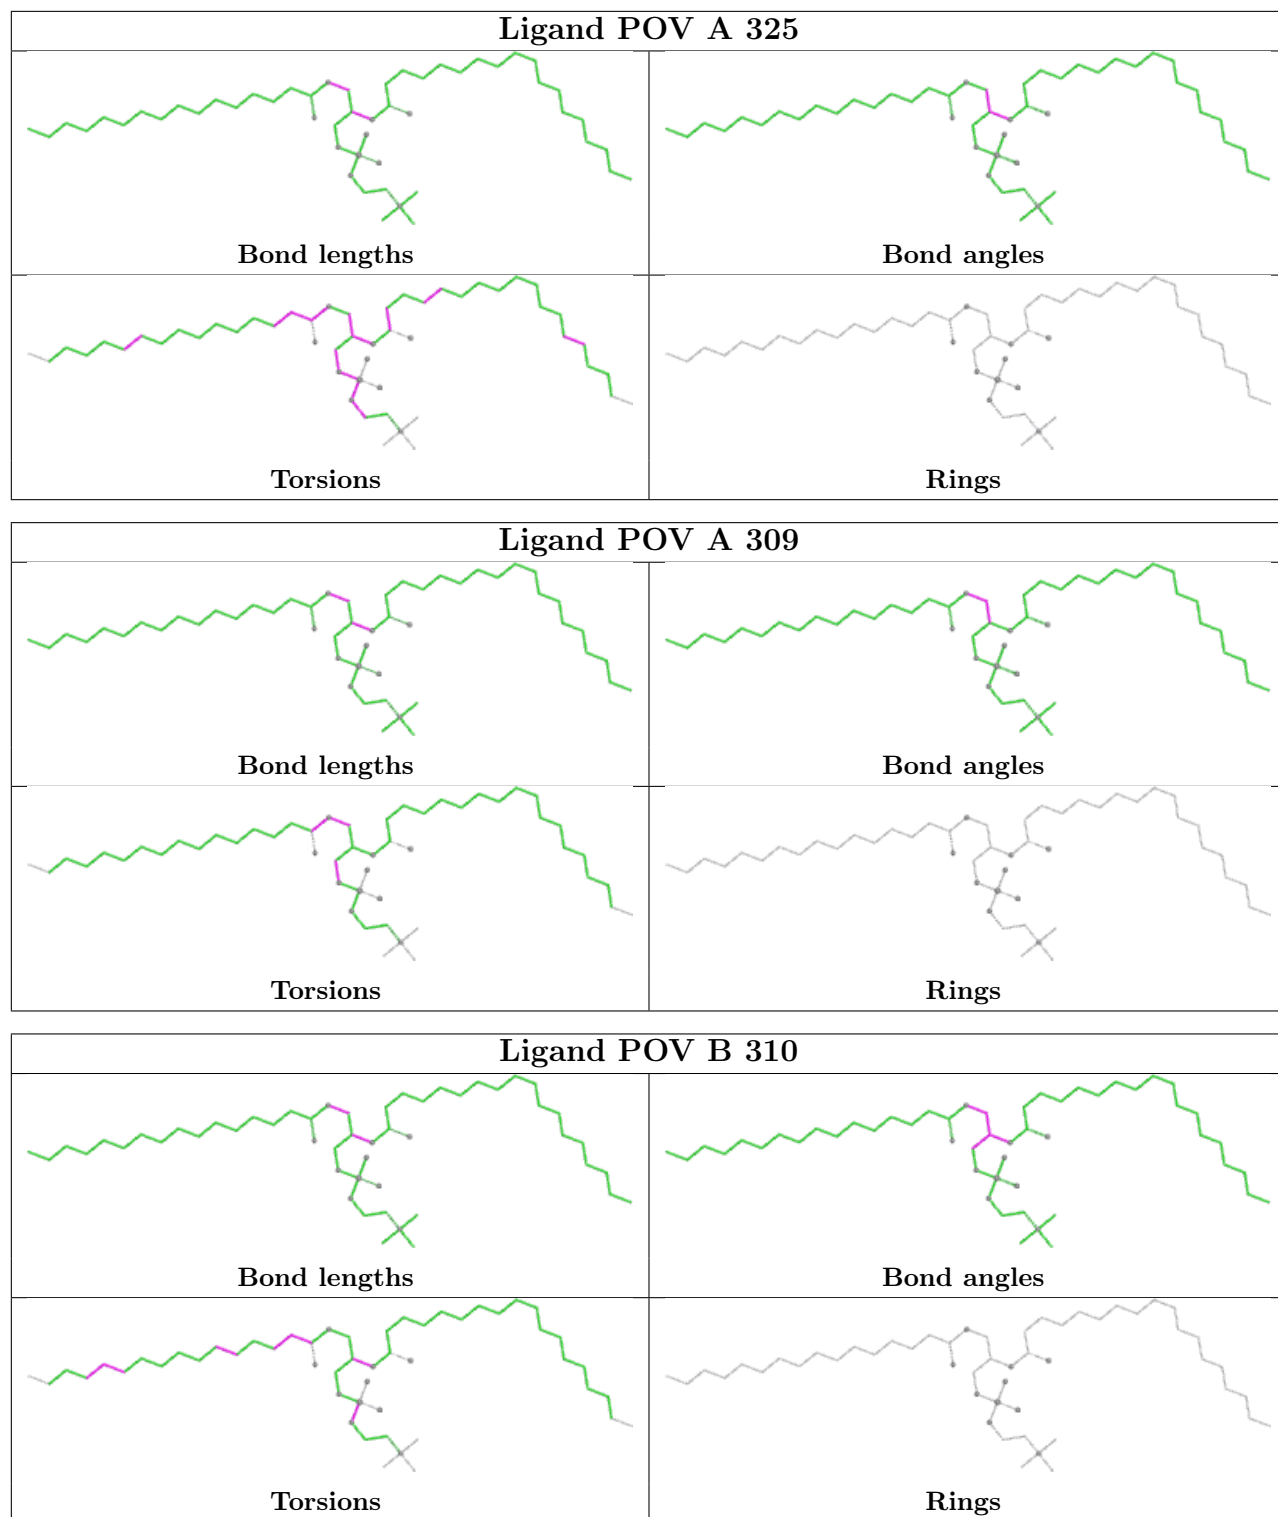 Ligand POV A 325
Bond lengths
Bond angles
Torsions
Rings
Ligand POV A 309
Bond lengths
Bond angles
Torsions
Rings
Ligand POV B 310
Bond lengths
Bond angles
Torsions
Rings